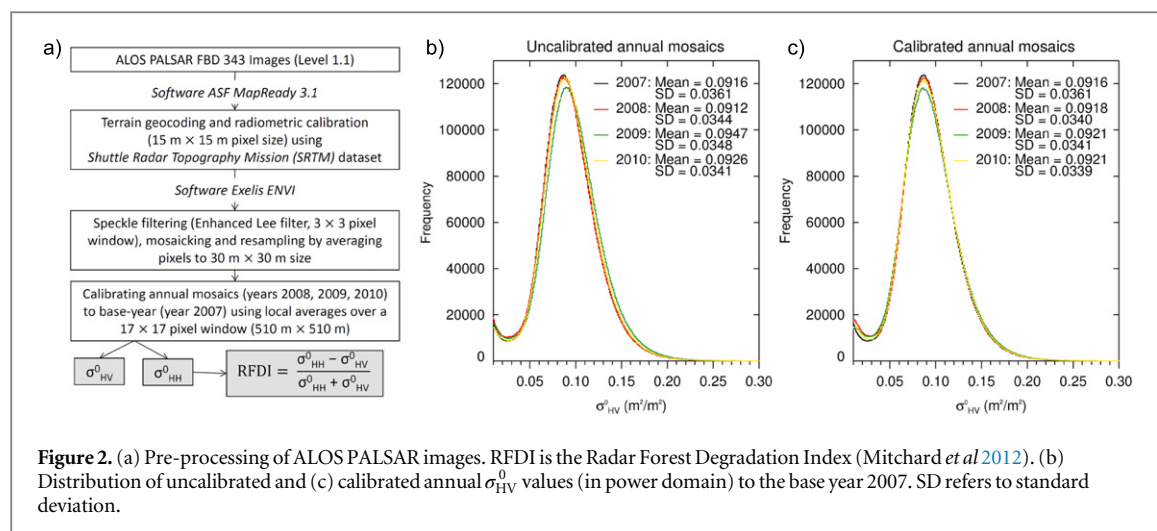 a)
ALOS PALSAR FBD 343 Images (Level 1.1)
Software ASF MapReady 3.1
Terrain geocoding and radiometric calibration
(15 m × 15 m pixel size) using
Shuttle Radar Topography Mission (SRTM) dataset
Software Exelis ENVI
Speckle filtering (Enhanced Lee filter, 3 × 3 pixel
window), mosaicking and resampling by averaging
pixels to 30 m × 30 m size
Calibrating annual mosaics (years 2008, 2009, 2010)
to base-year (year 2007) using local averages over a
17 × 17 pixel window (510 m × 510 m)
σ⁰HV
σ⁰HH
RFDI = (σ⁰HH − σ⁰HV) / (σ⁰HH + σ⁰HV)
b)
Uncalibrated annual mosaics
2007: Mean = 0.0916
SD = 0.0361
2008: Mean = 0.0912
SD = 0.0344
2009: Mean = 0.0947
SD = 0.0348
2010: Mean = 0.0926
SD = 0.0341
Frequency
120000
100000
80000
60000
40000
20000
0
0.05 0.10 0.15 0.20 0.25 0.30
σ⁰HV (m²/m²)
c)
Calibrated annual mosaics
2007: Mean = 0.0916
SD = 0.0361
2008: Mean = 0.0918
SD = 0.0340
2009: Mean = 0.0921
SD = 0.0341
2010: Mean = 0.0921
SD = 0.0339
Frequency
120000
100000
80000
60000
40000
20000
0
0.05 0.10 0.15 0.20 0.25 0.30
σ⁰HV (m²/m²)
Figure 2. (a) Pre-processing of ALOS PALSAR images. RFDI is the Radar Forest Degradation Index (Mitchard et al 2012). (b)
Distribution of uncalibrated and (c) calibrated annual σ⁰HV values (in power domain) to the base year 2007. SD refers to standard
deviation.